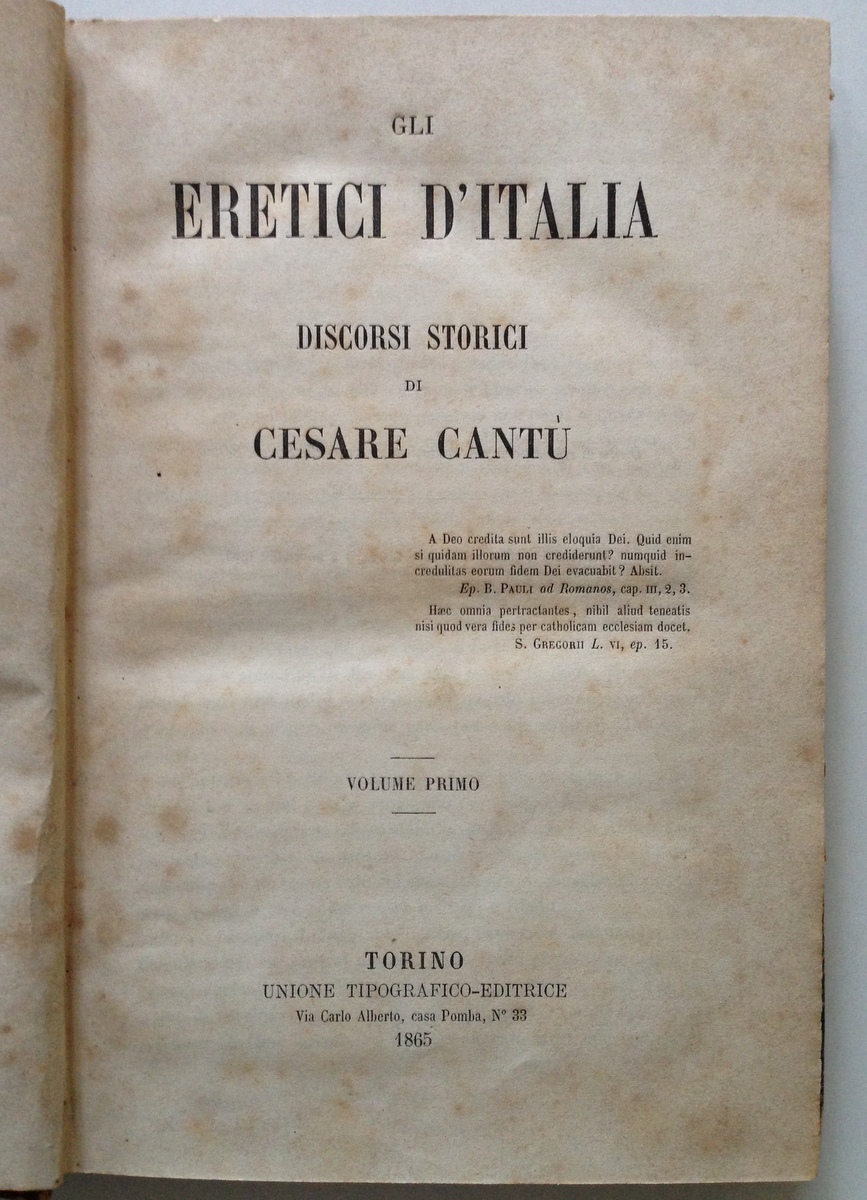 GLI
ERETICI D'ITALIA
DISCORSI STORICI
DI
CESARE CANTÙ
A Deo credita sunt illis eloquia Dei. Quid enim
si quidam illorum non crediderunt? numquid in-
credulitas eorum fidem Dei evacuabit? Absit.
Ep. B. PAULI ad Romanos, cap. III, 2, 3.
Hæc omnia pertractantes, nihil aliud teneatis
nisi quod vera fides per catholicam ecclesiam docet.
S. GREGORII L. VI, ep. 15.
VOLUME PRIMO
TORINO
UNIONE TIPOGRAFICO-EDITRICE
Via Carlo Alberto, casa Pomba, Nº 33
1865